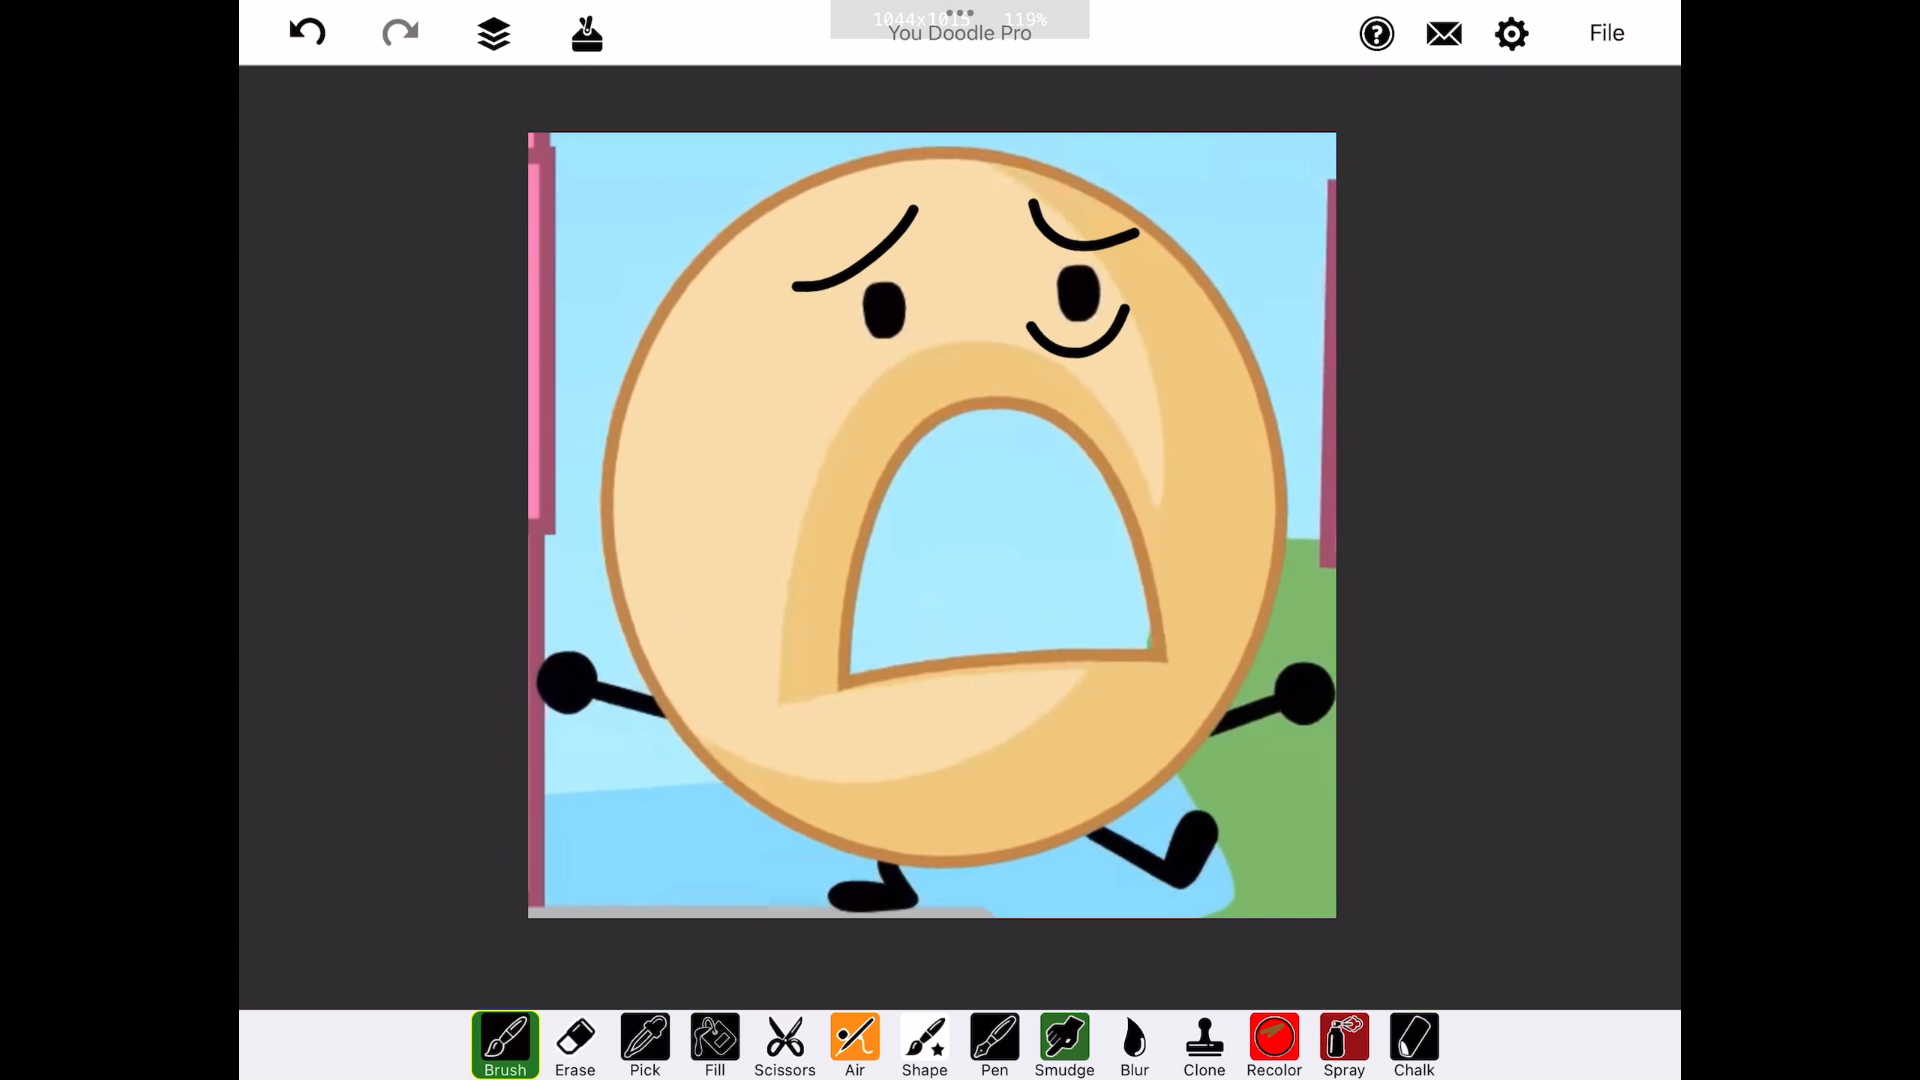 1044x1015 119%
You Doodle Pro
File
Brush Erase Pick Fill Scissors Air Shape Pen Smudge Blur Clone Recolor Spray Chalk